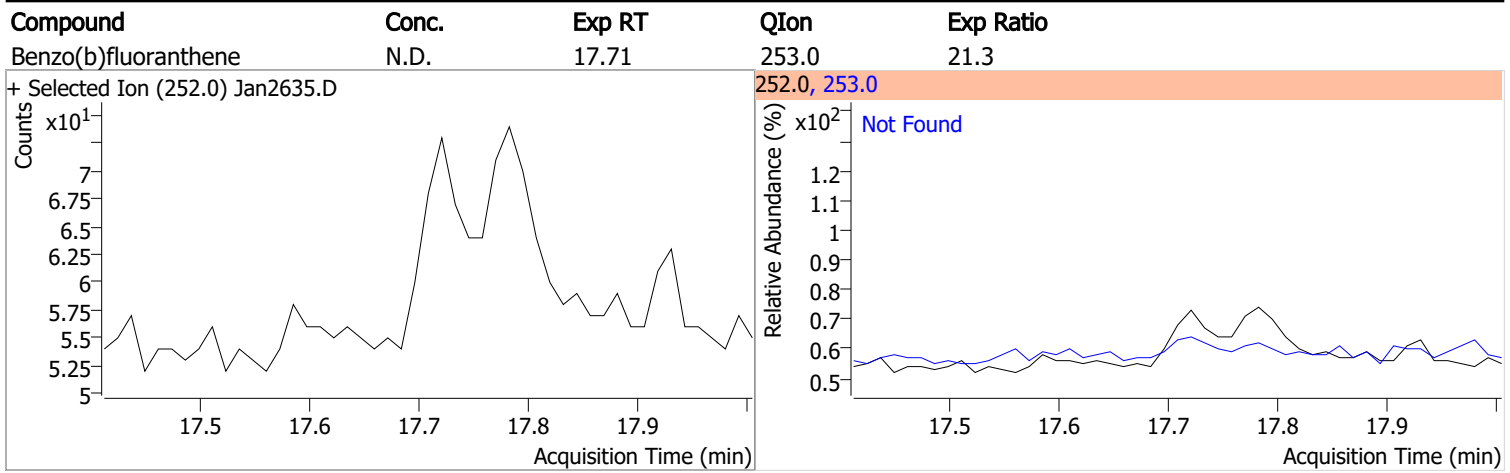 Compound Conc. Exp RT QIon Exp Ratio
Benzo(b)fluoranthene N.D. 17.71 253.0 21.3
+ Selected Ion (252.0) Jan2635.D
Counts
x10¹
7
6.75
6.5
6.25
6
5.75
5.5
5.25
5
17.5 17.6 17.7 17.8 17.9
Acquisition Time (min)
252.0, 253.0
Relative Abundance (%)
x10²
Not Found
1.2
1.1
1
0.9
0.8
0.7
0.6
0.5
17.5 17.6 17.7 17.8 17.9
Acquisition Time (min)